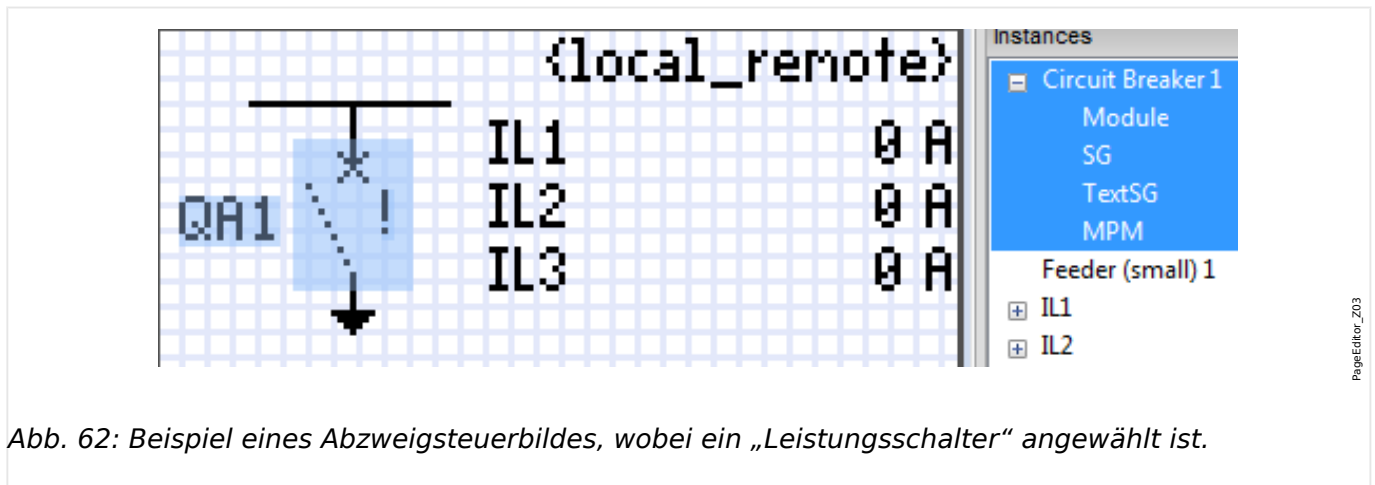 {local_remote}
IL1 0 A
QA1 ! IL2 0 A
IL3 0 A
Instances
Circuit Breaker 1
Module
SG
TextSG
MPM
Feeder (small) 1
IL1
IL2
PageEditor_Z03
Abb. 62: Beispiel eines Abzweigsteuerbildes, wobei ein „Leistungsschalter“ angewählt ist.